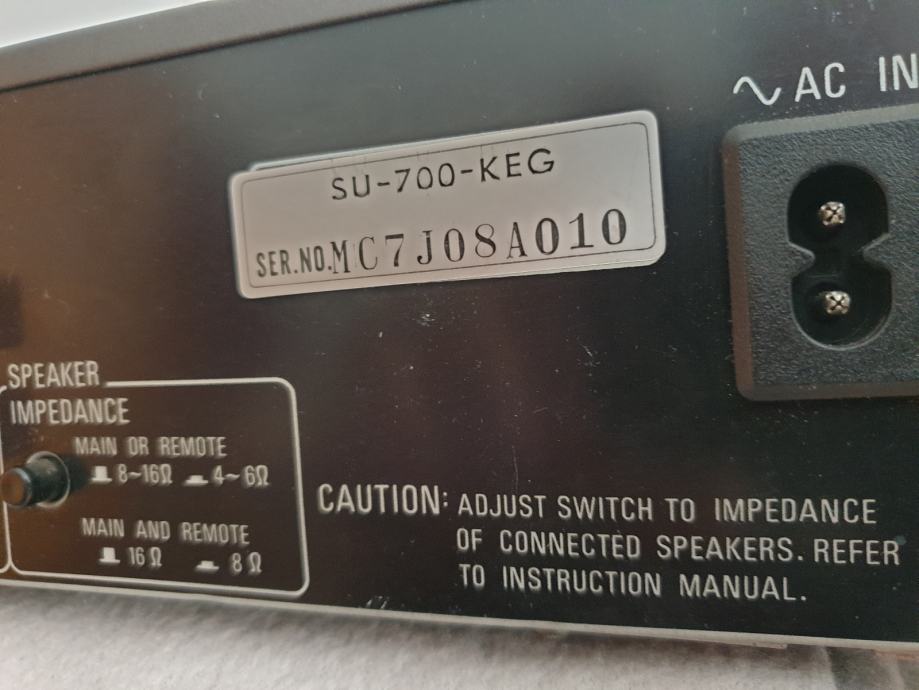 ∿ AC IN
SU-700-KEG
SER.NO.MC7J08A010
SPEAKER
IMPEDANCE
MAIN OR REMOTE
8~16Ω 4~6Ω
MAIN AND REMOTE
16Ω 8Ω
CAUTION: ADJUST SWITCH TO IMPEDANCE
OF CONNECTED SPEAKERS. REFER
TO INSTRUCTION MANUAL.